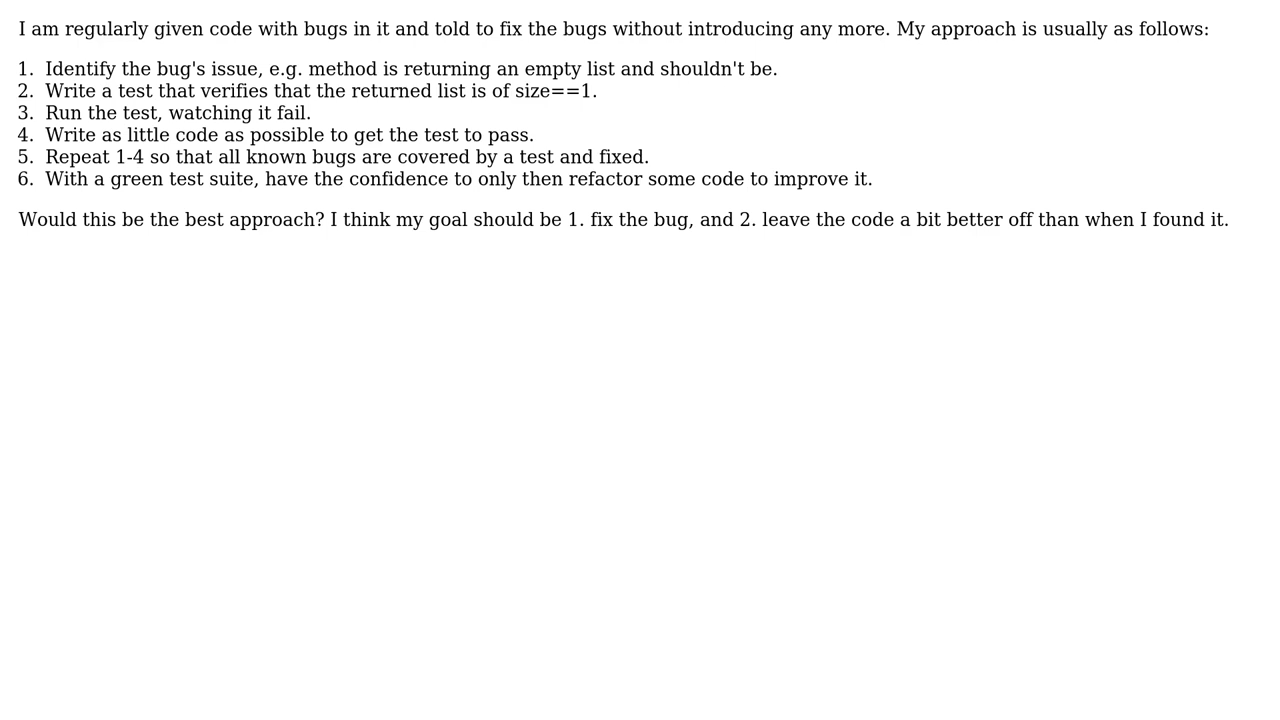 I am regularly given code with bugs in it and told to fix the bugs without introducing any more. My approach is usually as follows:
1. Identify the bug's issue, e.g. method is returning an empty list and shouldn't be.
2. Write a test that verifies that the returned list is of size==1.
3. Run the test, watching it fail.
4. Write as little code as possible to get the test to pass.
5. Repeat 1-4 so that all known bugs are covered by a test and fixed.
6. With a green test suite, have the confidence to only then refactor some code to improve it.
Would this be the best approach? I think my goal should be 1. fix the bug, and 2. leave the code a bit better off than when I found it.